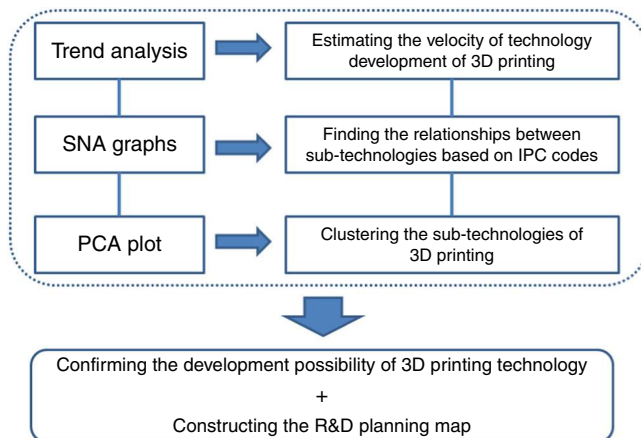 Trend analysis
Estimating the velocity of technology
development of 3D printing
SNA graphs
Finding the relationships between
sub-technologies based on IPC codes
PCA plot
Clustering the sub-technologies of
3D printing
Confirming the development possibility of 3D printing technology
+
Constructing the R&D planning map